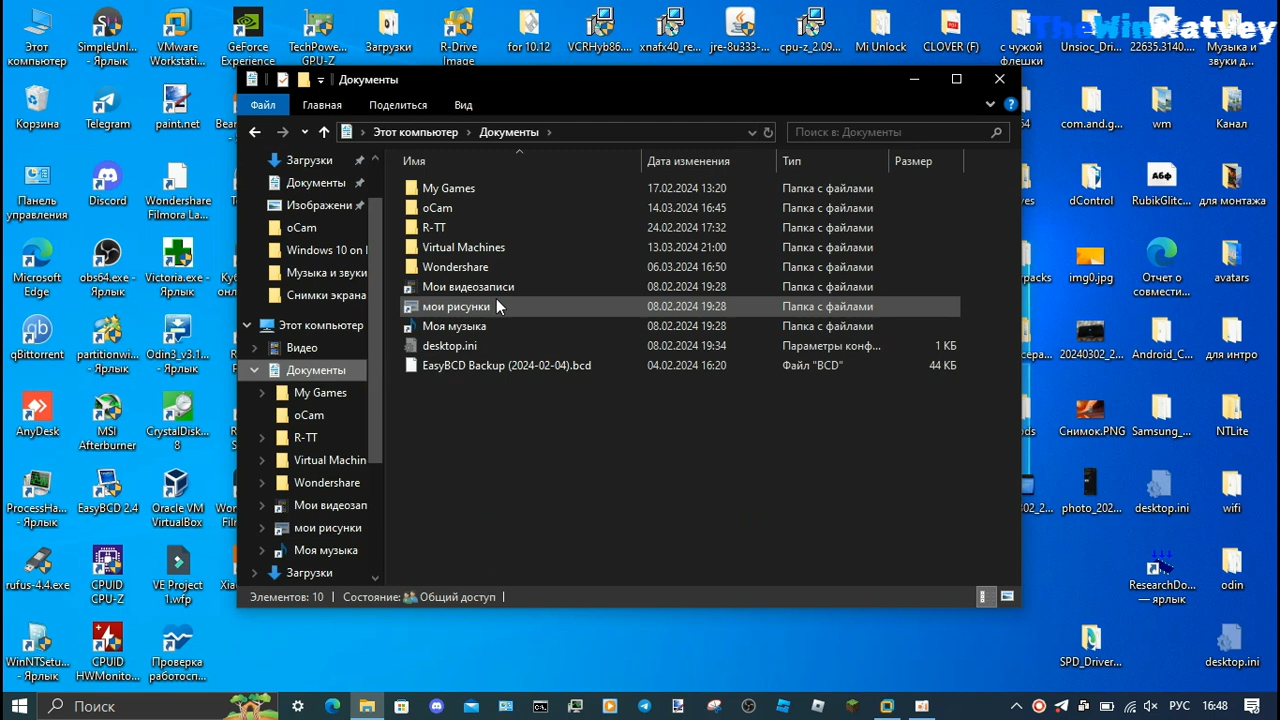 TheWinMatvey
Этот компьютер
SimpleUnl... - Ярлык
VMware Workstati...
GeForce Experience
TechPowe... GPU-Z
Загрузки
R-Drive Image
for 10.12
VCRHyb86....
xnafx40_re...
jre-8u333-...
cpu-z_2.09...
Mi Unlock
CLOVER (F)
с чужой флешки
Unsioc_Dri...
22635.3140...
Музыка и звуки д...
Корзина
Telegram
paint.net
com.and.g...
wm
Канал
Панель управления
Discord
Wondershare Filmora La...
dControl
RubikGlitc...
для монтажа
Microsoft Edge
obs64.exe - Ярлык
Victoria.exe - Ярлык
img0.jpg
Отчет о совмести...
avatars
qBittorrent
partitionwi... - Ярлык
Odin3_v3.1... - Ярлык
20240302_2...
Android_C...
для интро
AnyDesk
MSI Afterburner
CrystalDisk... 8
Снимок.PNG
Samsung_...
NTLite
ProcessHa... - Ярлык
EasyBCD 2.4
Oracle VM VirtualBox
photo_202...
desktop.ini
wifi
rufus-4.4.exe
CPUID CPU-Z
VE Project 1.wfp
ResearchDo... — ярлык
odin
WinNTSetu... - Ярлык
CPUID HWMonito...
Проверка работосп...
SPD_Driver...
desktop.ini
Документы
Файл
Главная
Поделиться
Вид
Этот компьютер
Документы
Поиск в: Документы
Имя
Дата изменения
Тип
Размер
My Games 17.02.2024 13:20 Папка с файлами
oCam 14.03.2024 16:45 Папка с файлами
R-TT 24.02.2024 17:32 Папка с файлами
Virtual Machines 13.03.2024 21:00 Папка с файлами
Wondershare 06.03.2024 16:50 Папка с файлами
Мои видеозаписи 08.02.2024 19:28 Папка с файлами
мои рисунки 08.02.2024 19:28 Папка с файлами
Моя музыка 08.02.2024 19:28 Папка с файлами
desktop.ini 08.02.2024 19:34 Параметры конф... 1 КБ
EasyBCD Backup (2024-02-04).bcd 04.02.2024 16:20 Файл "BCD" 44 КБ
Загрузки
Документы
Изображени
oCam
Windows 10 on
Музыка и звуки
Снимки экрана
Этот компьютер
Видео
Документы
My Games
oCam
R-TT
Virtual Machin
Wondershare
Мои видеозап
мои рисунки
Моя музыка
Загрузки
Элементов: 10
Состояние:
Общий доступ
Поиск
РУС
16:48